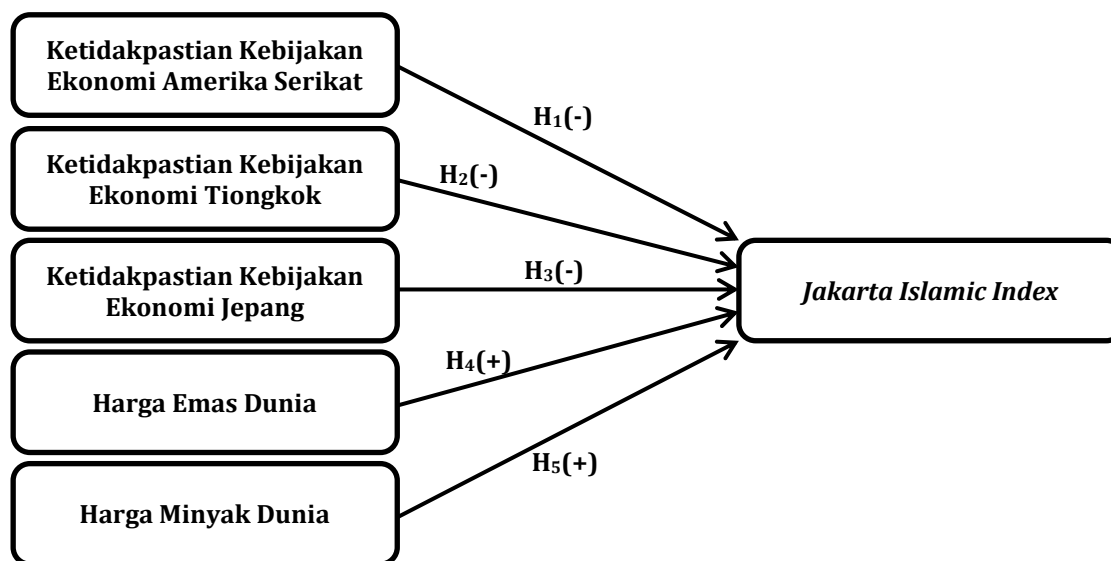 Ketidakpastian Kebijakan
Ekonomi Amerika Serikat
H₁(-)
Ketidakpastian Kebijakan
Ekonomi Tiongkok
H₂(-)
Ketidakpastian Kebijakan
Ekonomi Jepang
H₃(-)
Jakarta Islamic Index
Harga Emas Dunia
H₄(+)
Harga Minyak Dunia
H₅(+)